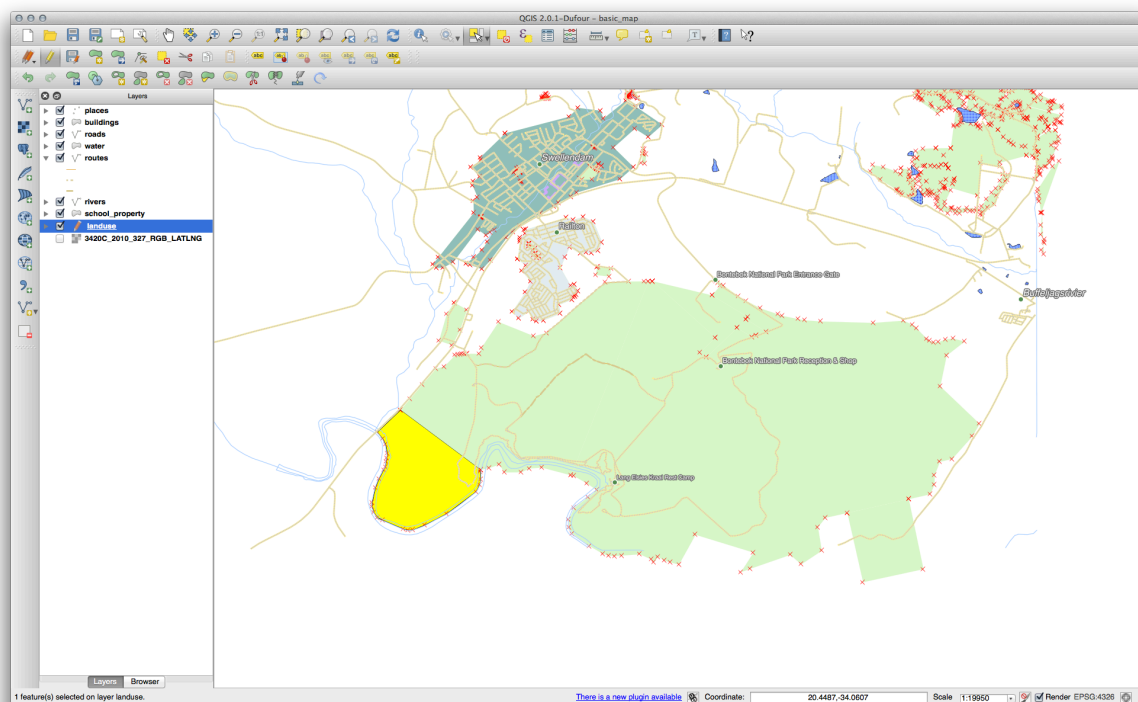 QGIS 2.0.1-Dufour - basic_map
Layers
places
buildings
roads
water
routes
rivers
school_property
landuse
3420C_2010_327_RGB_LATLNG
Swellendam
Railton
Bontebok National Park Entrance Gate
Buffeljagsrivier
Bontebok National Park Reception & Shop
Lang Elsies Kraal Rest Camp
Layers
Browser
1 feature(s) selected on layer landuse.
There is a new plugin available
Coordinate:
20.4487,-34.0607
Scale
1:19950
Render
EPSG:4326